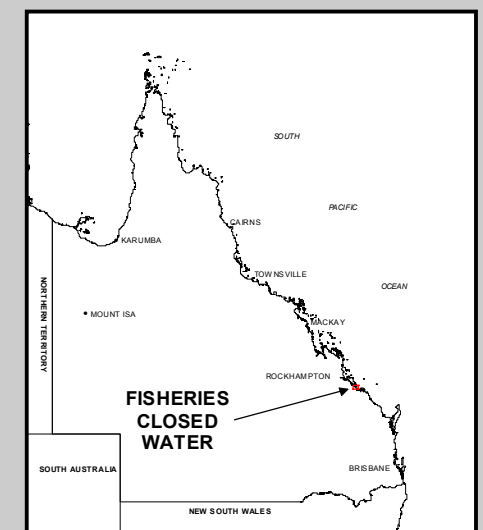 SOUTH
PACIFIC
OCEAN
CAIRNS
KARUMBA
TOWNSVILLE
NORTHERN TERRITORY
MOUNT ISA
MACKAY
ROCKHAMPTON
FISHERIES
CLOSED
WATER
SOUTH AUSTRALIA
BRISBANE
NEW SOUTH WALES